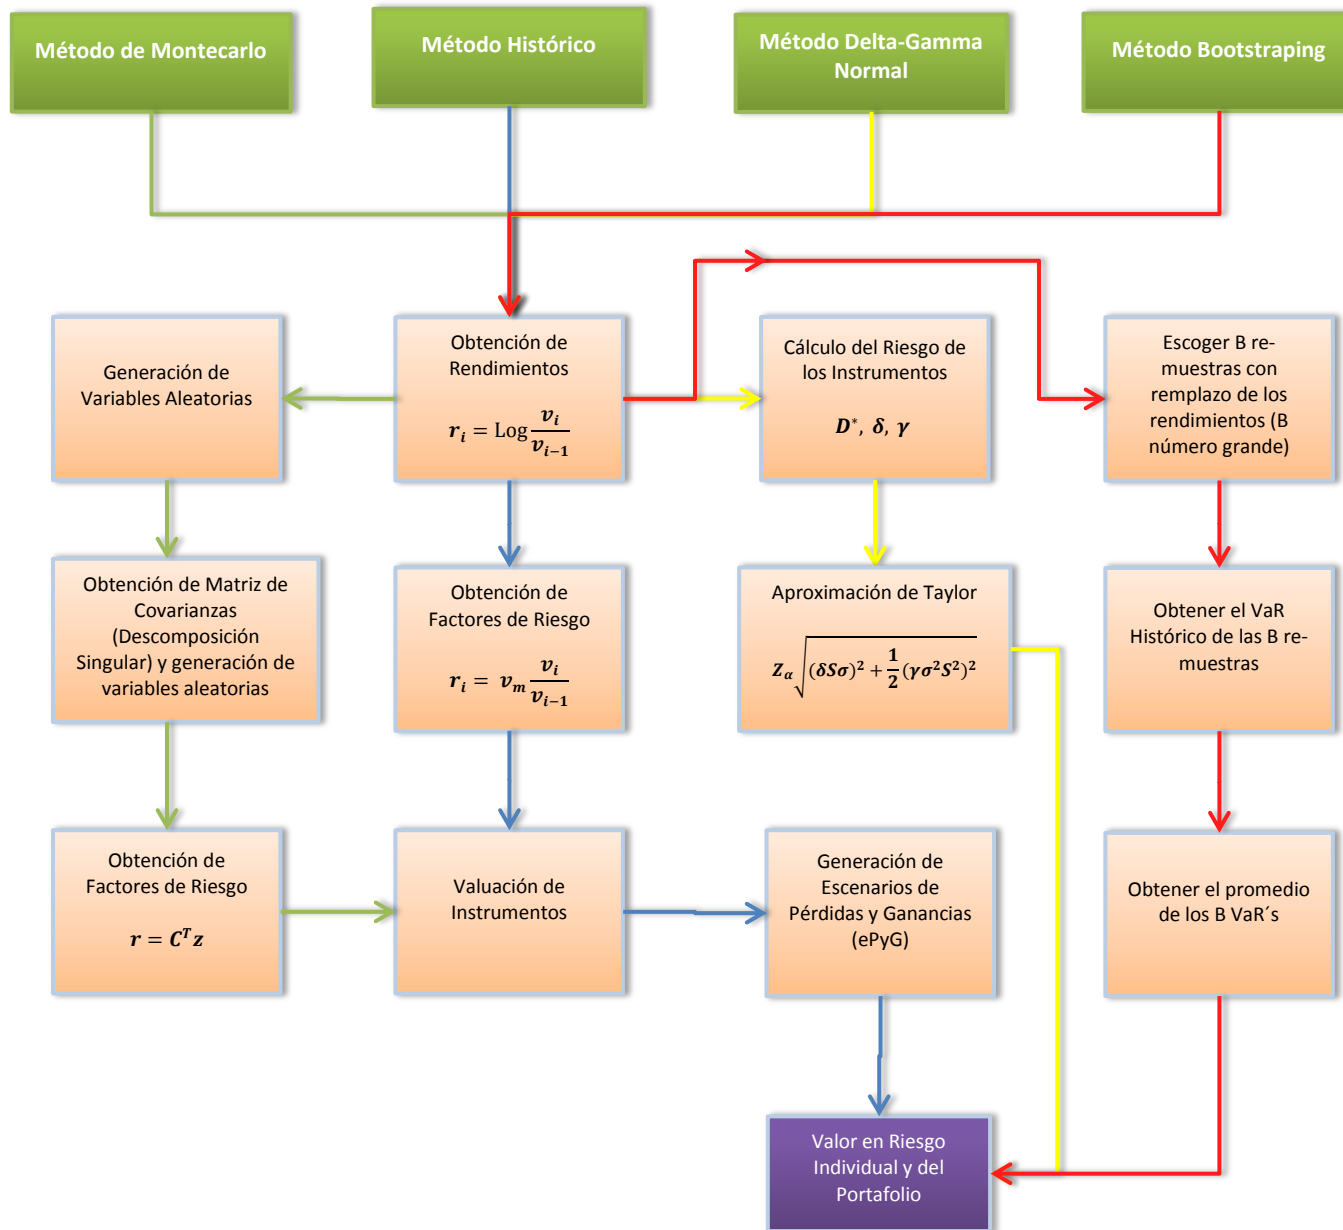 Método de Montecarlo
Método Histórico
Método Delta-Gamma
Normal
Método Bootstraping
Generación de
Variables Aleatorias
Obtención de
Rendimientos
r_i = Log v_i / v_{i−1}
Cálculo del Riesgo de
los Instrumentos
D*, δ, γ
Escoger B re-
muestras con
remplazo de los
rendimientos (B
número grande)
Obtención de Matriz de
Covarianzas
(Descomposición
Singular) y generación de
variables aleatorias
Obtención de
Factores de Riesgo
r_i = v_m v_i / v_{i−1}
Aproximación de Taylor
Z_α √((δSσ)² + 1/2 (γσ²S²)²)
Obtener el VaR
Histórico de las B re-
muestras
Obtención de
Factores de Riesgo
r = C^T z
Valuación de
Instrumentos
Generación de
Escenarios de
Pérdidas y Ganancias
(ePyG)
Obtener el promedio
de los B VaR´s
Valor en Riesgo
Individual y del
Portafolio